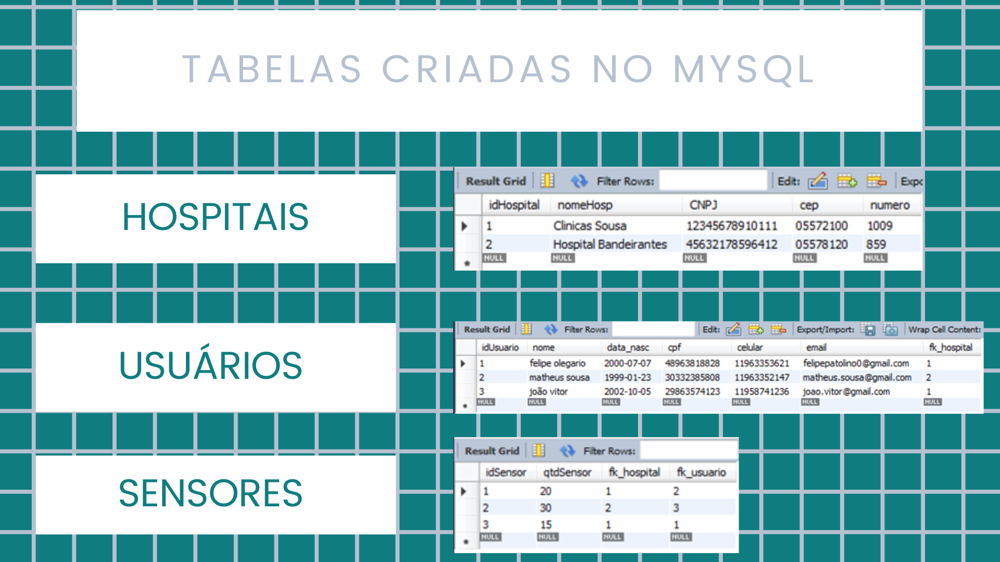 TABELAS CRIADAS NO MYSQL
HOSPITAIS
Result Grid Filter Rows: Edit: Expo
idHospital nomeHosp CNPJ cep numero
1 Clinicas Sousa 12345678910111 05572100 1009
2 Hospital Bandeirantes 45632178596412 05578120 859
NULL NULL NULL NULL NULL
USUÁRIOS
Result Grid Filter Rows: Edit: Export/Import: Wrap Cell Content:
idUsuario nome data_nasc cpf celular email fk_hospital
1 felipe olegario 2000-07-07 48963818828 11963353621 felipepatolino0@gmail.com 1
2 matheus sousa 1999-01-23 30332385808 11963352147 matheus.sousa@gmail.com 2
3 joão vitor 2002-10-05 29863574123 11958741236 joao.vitor@gmail.com 1
NULL NULL NULL NULL NULL NULL NULL
SENSORES
Result Grid Filter Rows:
idSensor qtdSensor fk_hospital fk_usuario
1 20 1 2
2 30 2 3
3 15 1 1
NULL NULL NULL NULL